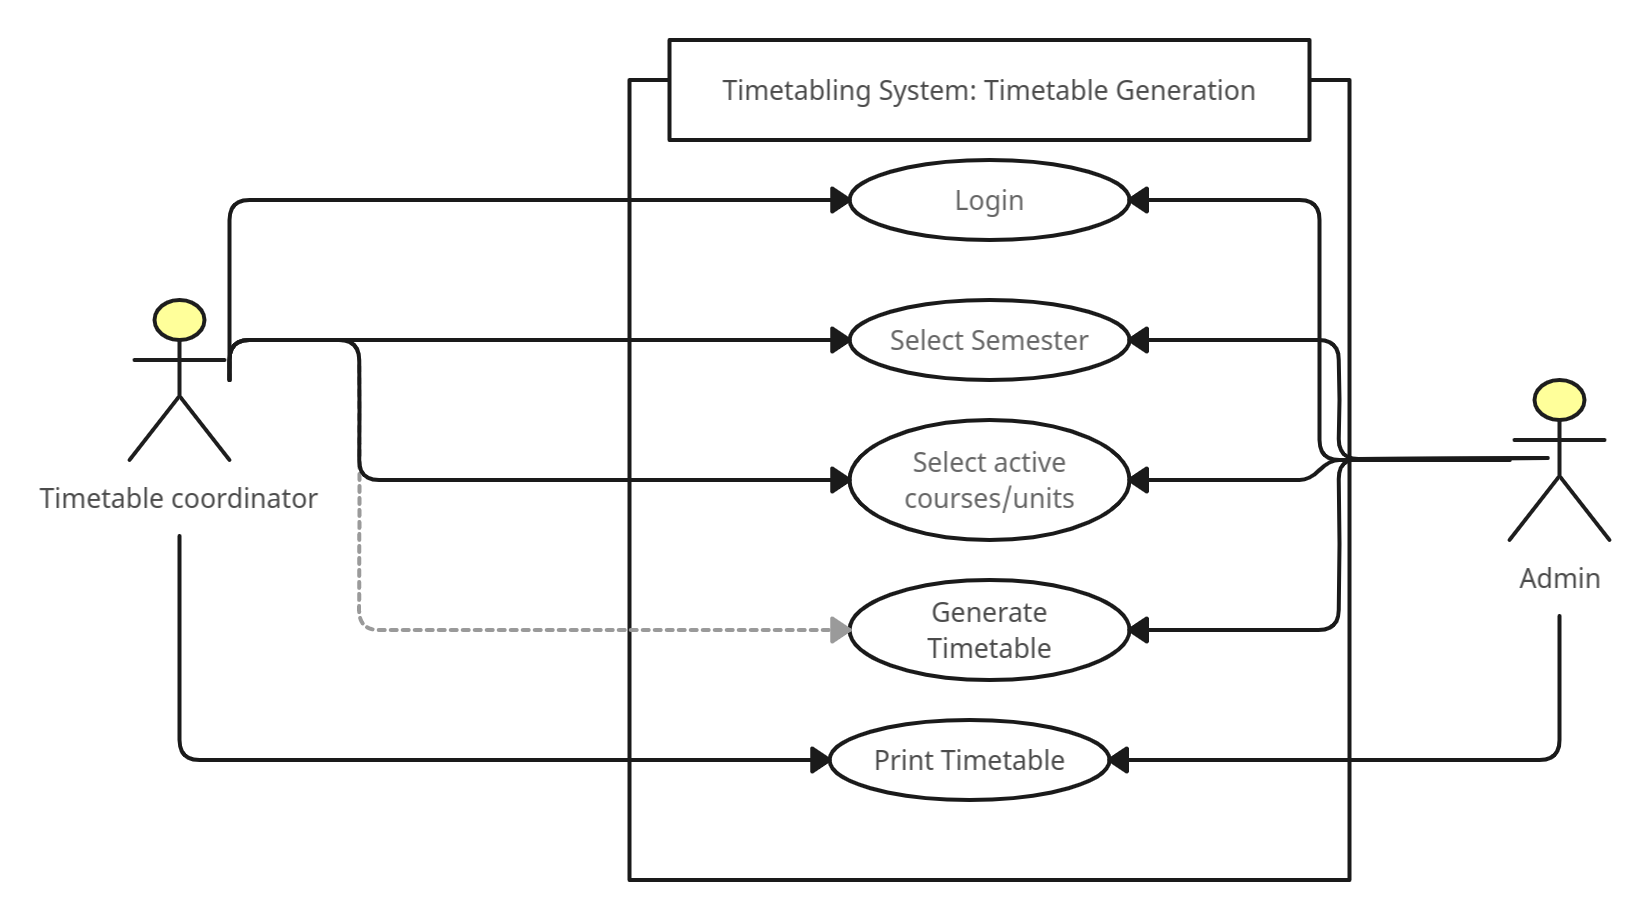 Timetabling System: Timetable Generation
Login
Select Semester
Select active
courses/units
Timetable coordinator
Generate
Timetable
Admin
Print Timetable